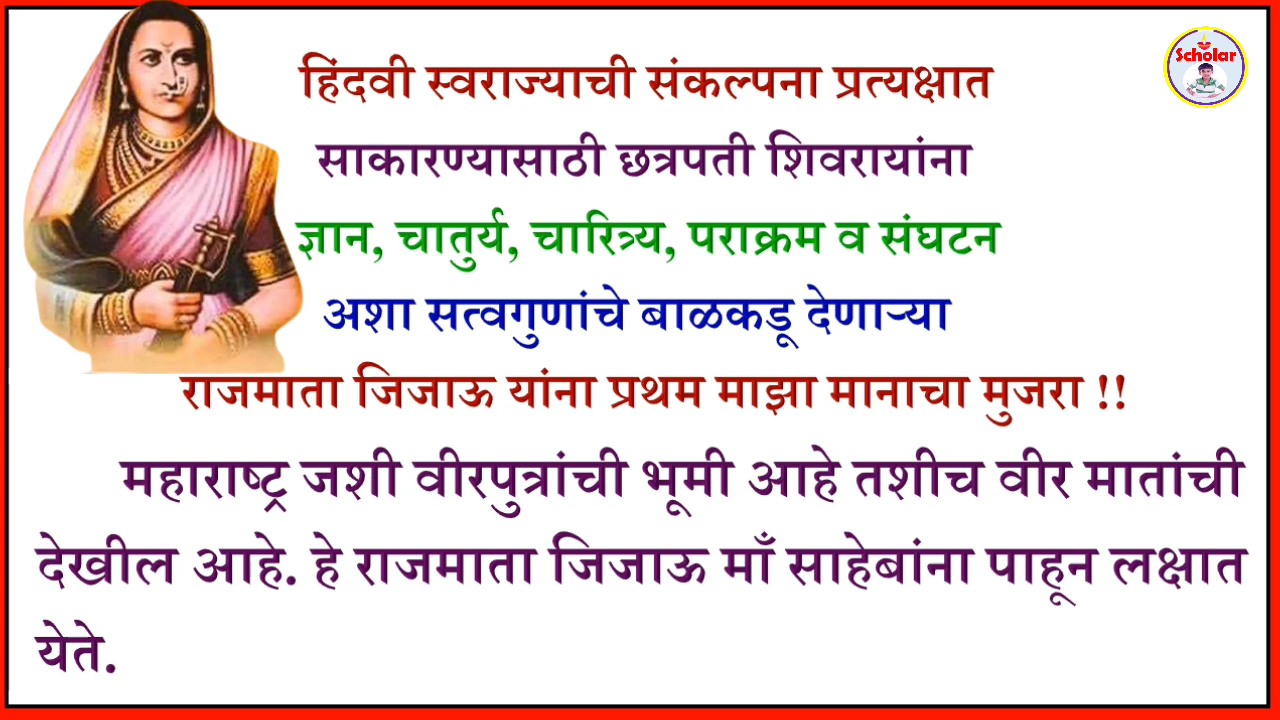 Scholar
हिंदवी स्वराज्याची संकल्पना प्रत्यक्षात
साकारण्यासाठी छत्रपती शिवरायांना
ज्ञान, चातुर्य, चारित्र्य, पराक्रम व संघटन
अशा सत्वगुणांचे बाळकडू देणाऱ्या
राजमाता जिजाऊ यांना प्रथम माझा मानाचा मुजरा !!
महाराष्ट्र जशी वीरपुत्रांची भूमी आहे तशीच वीर मातांची
देखील आहे. हे राजमाता जिजाऊ माँ साहेबांना पाहून लक्षात
येते.